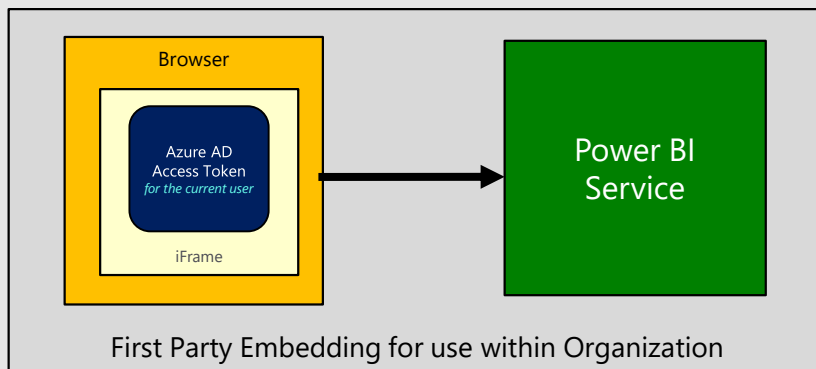 Browser
Azure AD
Access Token
for the current user
iFrame
Power BI
Service
First Party Embedding for use within Organization